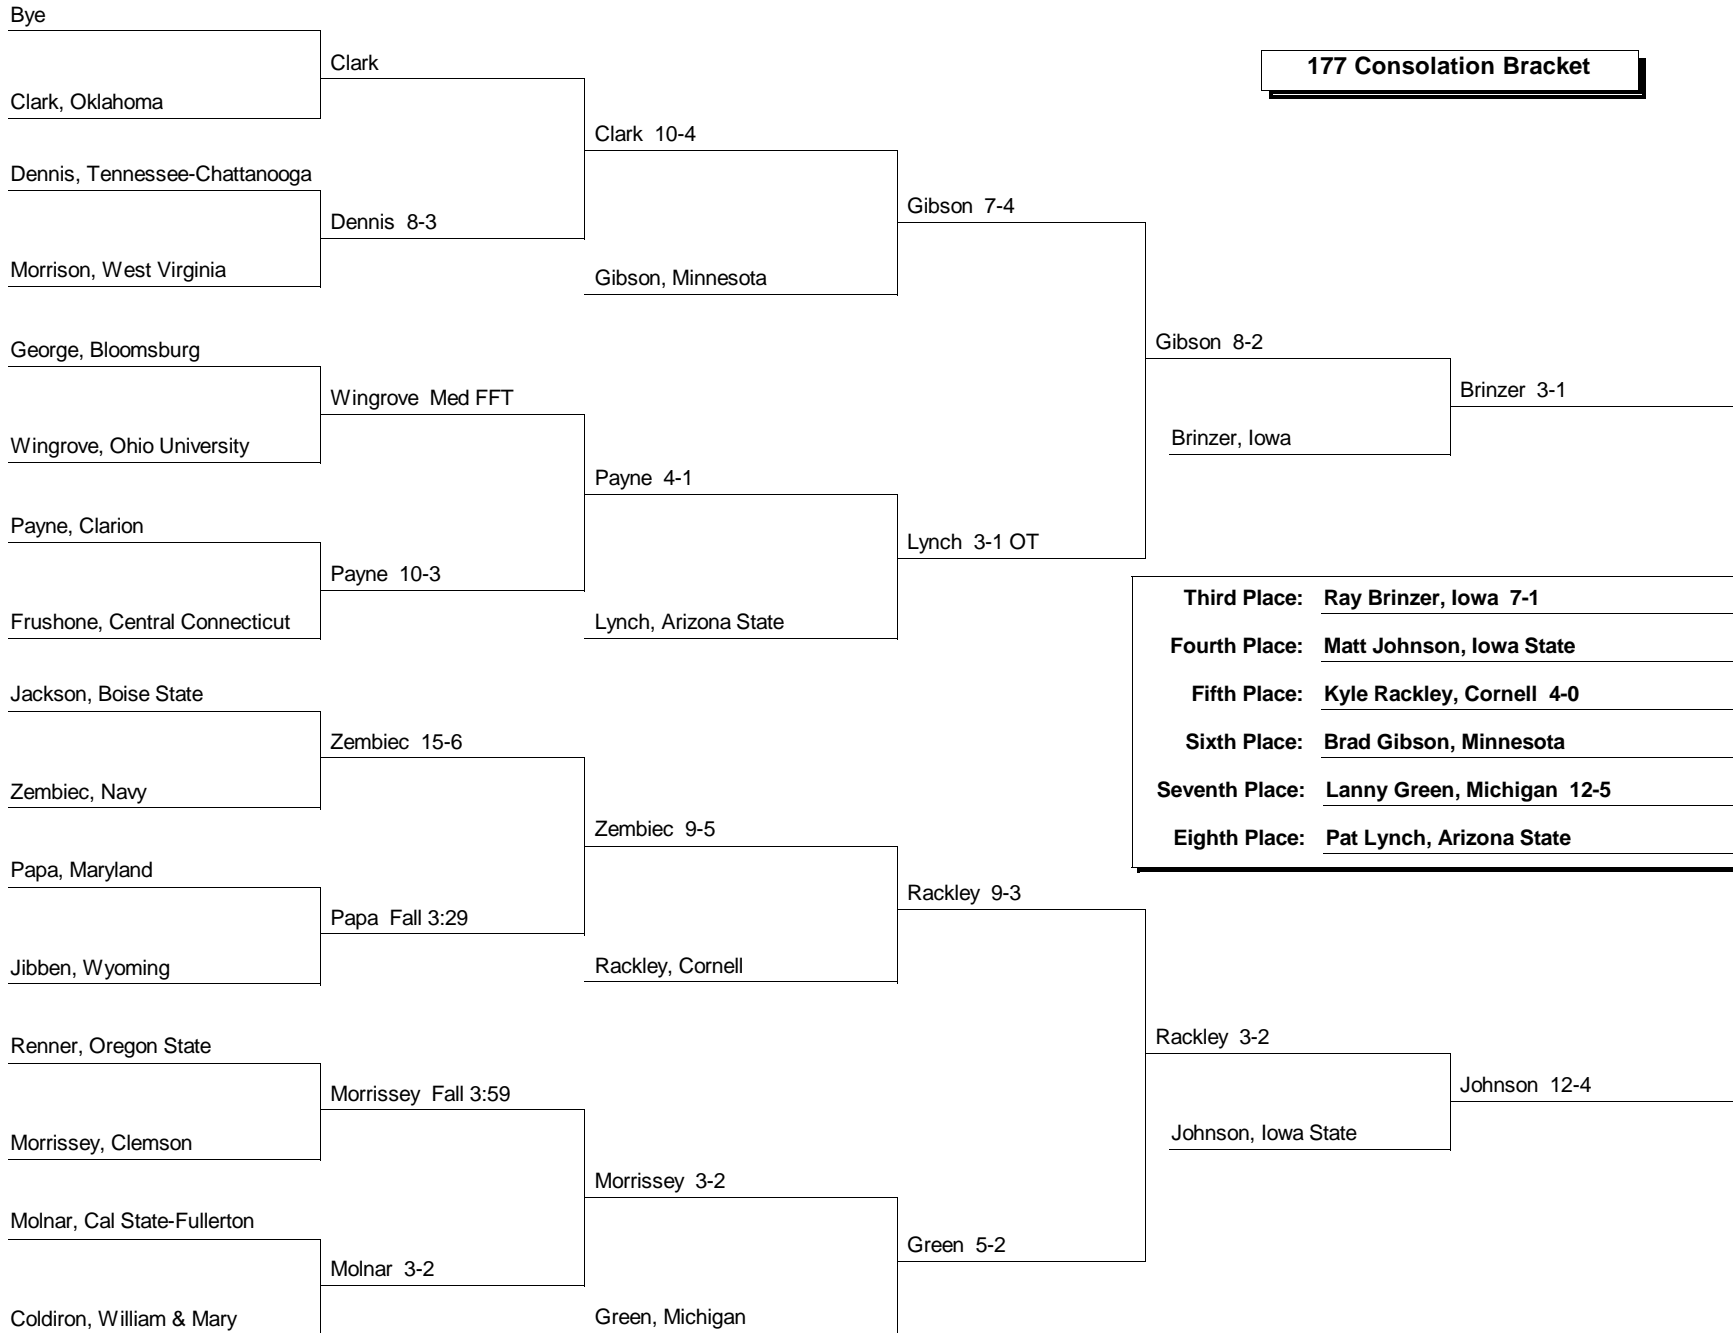 Bye
Clark, Oklahoma
Dennis, Tennessee-Chattanooga
Morrison, West Virginia
George, Bloomsburg
Wingrove, Ohio University
Payne, Clarion
Frushone, Central Connecticut
Jackson, Boise State
Zembiec, Navy
Papa, Maryland
Jibben, Wyoming
Renner, Oregon State
Morrissey, Clemson
Molnar, Cal State-Fullerton
Coldiron, William & Mary
Clark
Dennis 8-3
Wingrove Med FFT
Payne 10-3
Zembiec 15-6
Papa Fall 3:29
Morrissey Fall 3:59
Molnar 3-2
Clark 10-4
Gibson, Minnesota
Payne 4-1
Lynch, Arizona State
Zembiec 9-5
Rackley, Cornell
Morrissey 3-2
Green, Michigan
Gibson 7-4
Lynch 3-1 OT
Rackley 9-3
Green 5-2
Gibson 8-2
Brinzer, Iowa
Rackley 3-2
Johnson, Iowa State
Brinzer 3-1
Johnson 12-4
177 Consolation Bracket
Third Place: Ray Brinzer, Iowa 7-1
Fourth Place: Matt Johnson, Iowa State
Fifth Place: Kyle Rackley, Cornell 4-0
Sixth Place: Brad Gibson, Minnesota
Seventh Place: Lanny Green, Michigan 12-5
Eighth Place: Pat Lynch, Arizona State